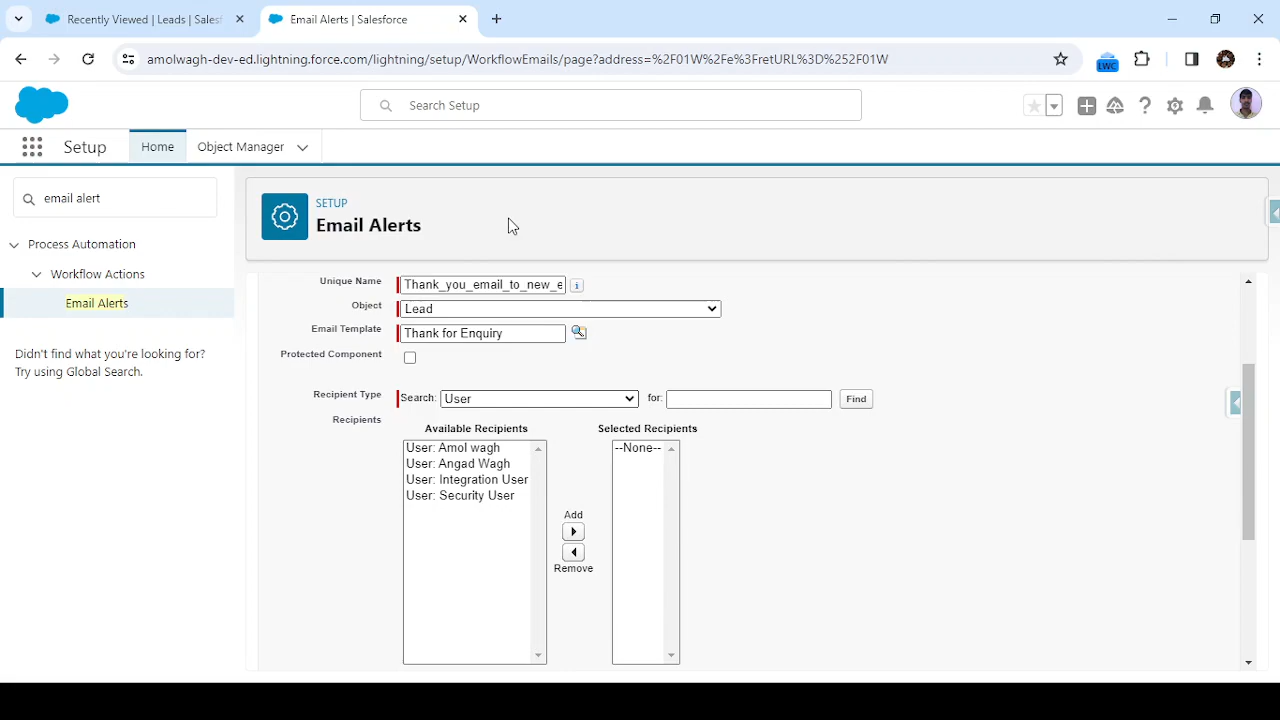 Recently Viewed | Leads | Sales
Email Alerts | Salesforce
amolwagh-dev-ed.lightning.force.com/lightning/setup/WorkflowEmails/page?address=%2F01W%2Fe%3FretURL%3D%252F01W
LWC
Search Setup
Setup
Home
Object Manager
email alert
Process Automation
Workflow Actions
Email Alerts
Didn't find what you're looking for?
Try using Global Search.
SETUP
Email Alerts
Unique Name
Thank_you_email_to_new_e
i
Object
Lead
Email Template
Thank for Enquiry
Protected Component
Recipient Type
Search:
User
for:
Find
Recipients
Available Recipients
Selected Recipients
User: Amol wagh
User: Angad Wagh
User: Integration User
User: Security User
--None--
Add
Remove